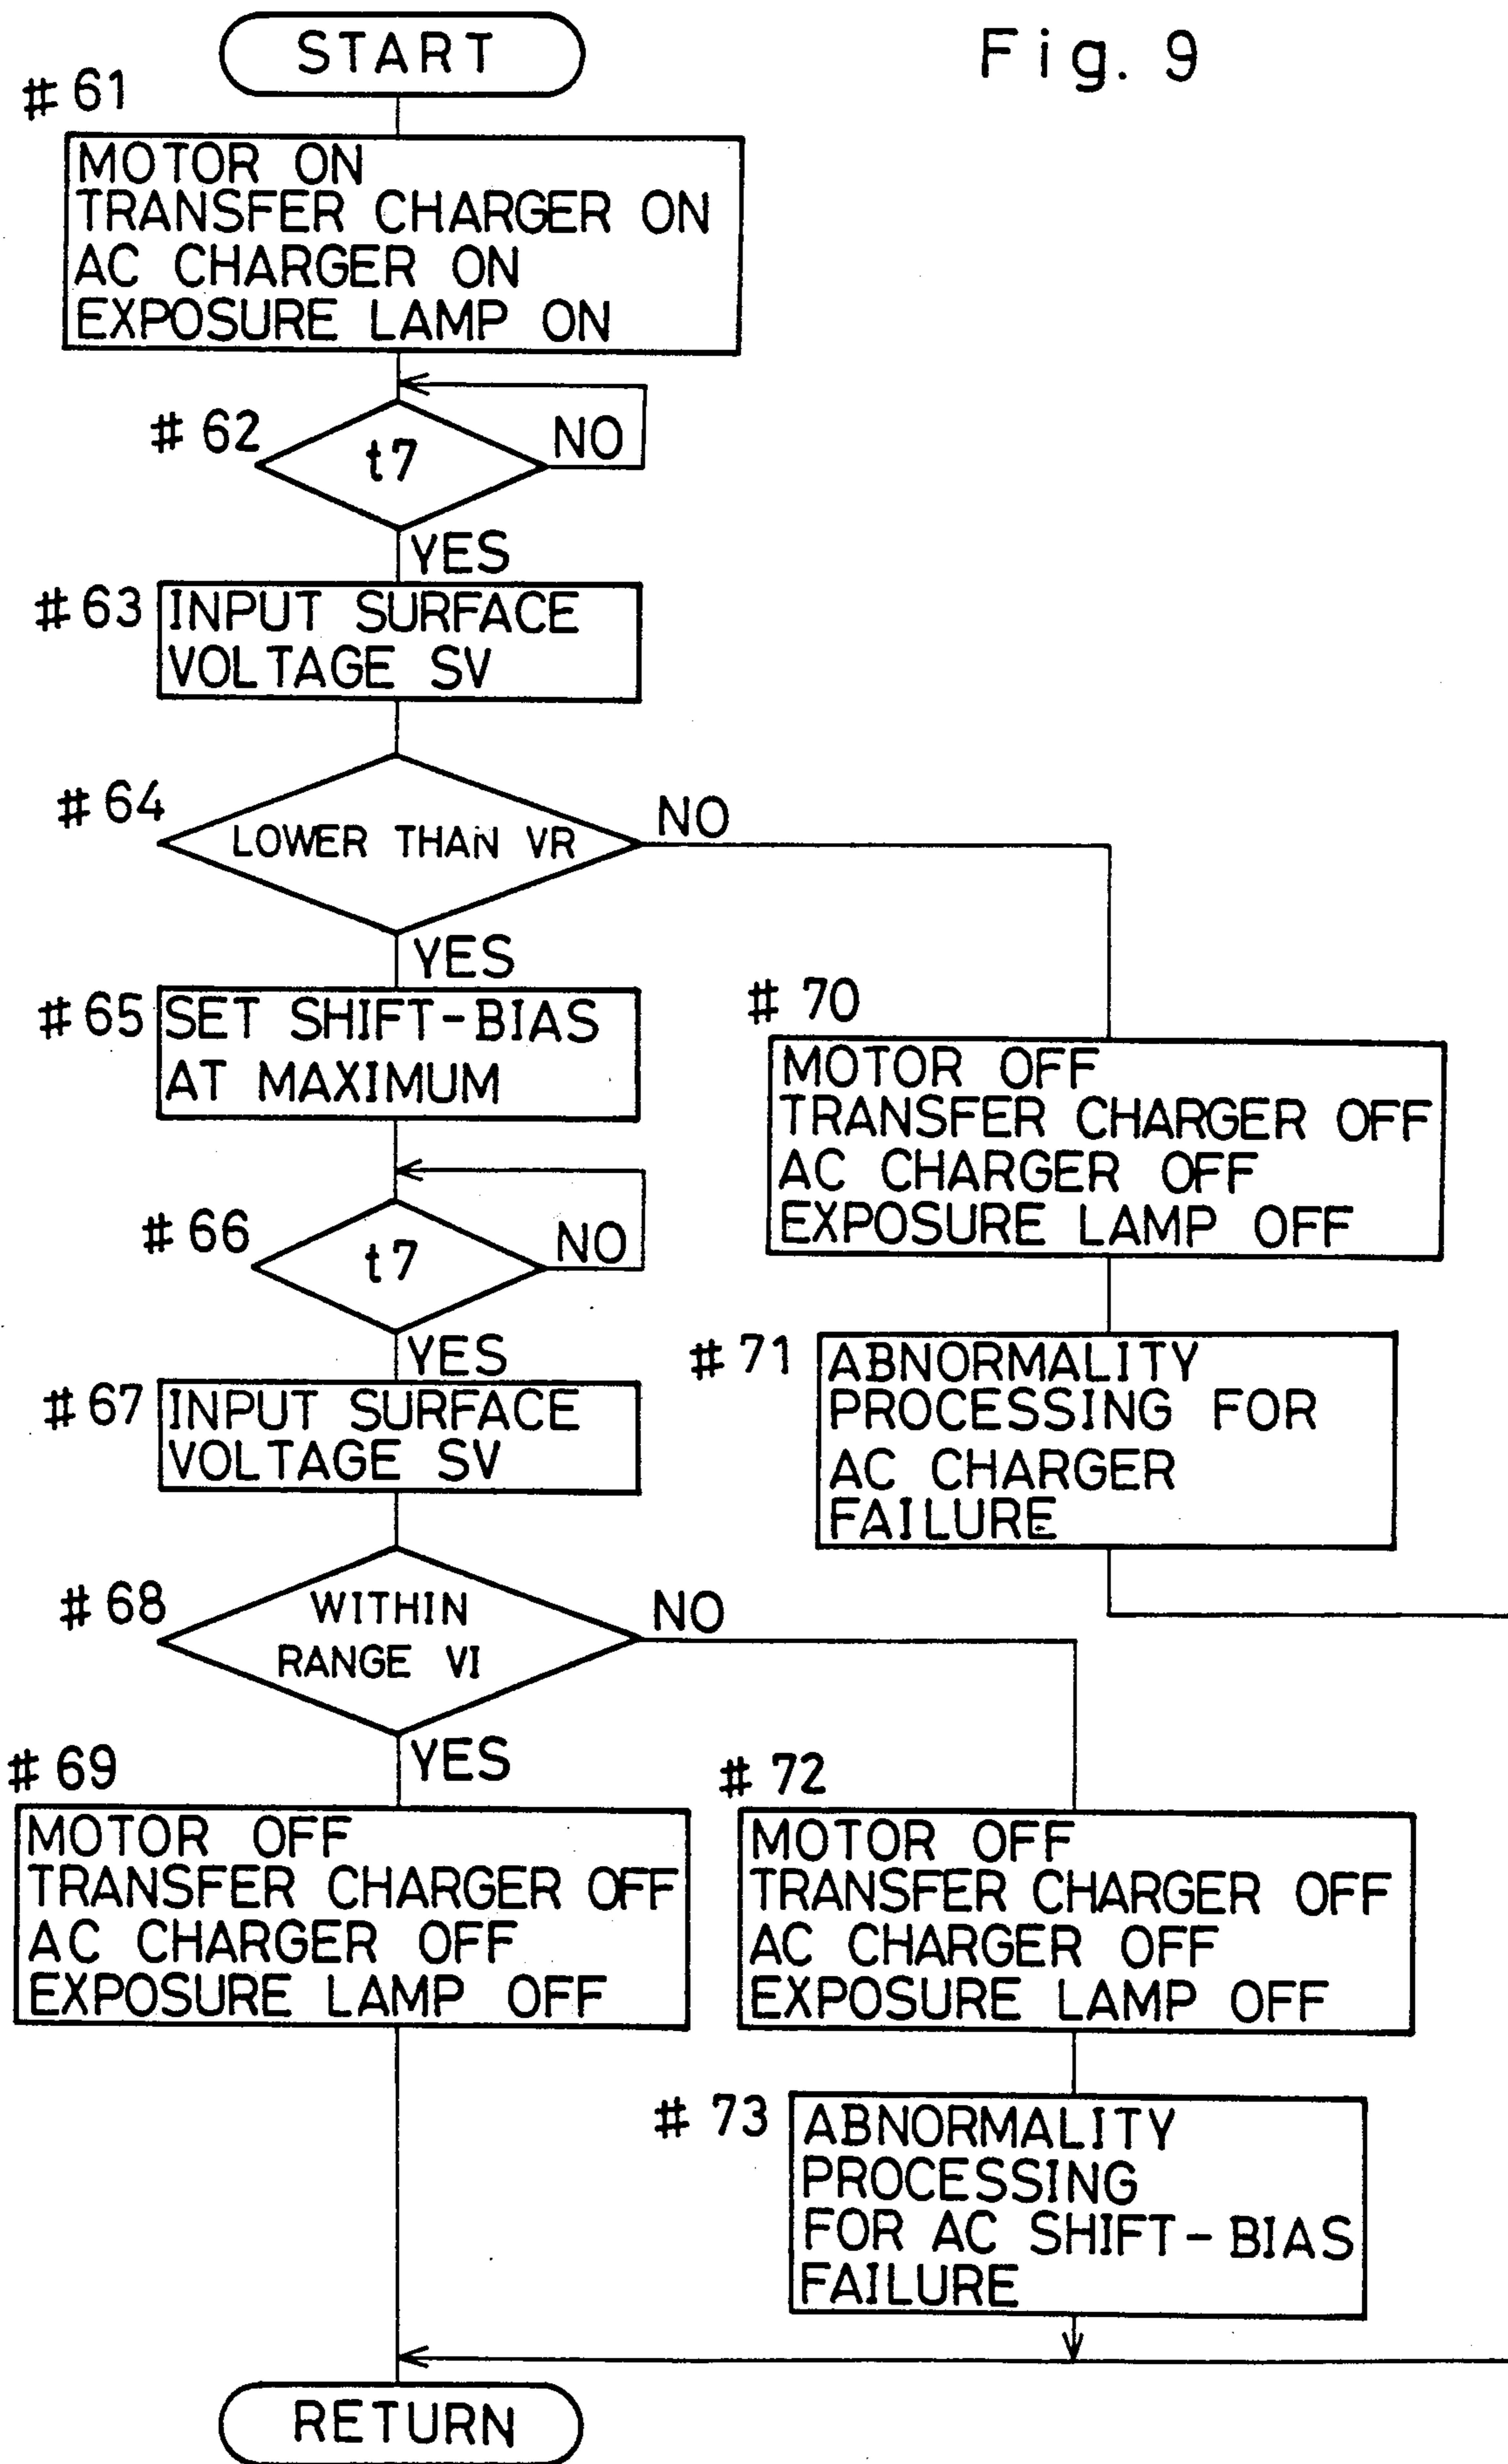 Fig. 9
START
#61
MOTOR ON
TRANSFER CHARGER ON
AC CHARGER ON
EXPOSURE LAMP ON
#62
t7
NO
YES
#63
INPUT SURFACE
VOLTAGE SV
#64
LOWER THAN VR
NO
YES
#65
SET SHIFT-BIAS
AT MAXIMUM
#66
t7
NO
YES
#67
INPUT SURFACE
VOLTAGE SV
#68
WITHIN
RANGE VI
NO
YES
#69
MOTOR OFF
TRANSFER CHARGER OFF
AC CHARGER OFF
EXPOSURE LAMP OFF
#70
MOTOR OFF
TRANSFER CHARGER OFF
AC CHARGER OFF
EXPOSURE LAMP OFF
#71
ABNORMALITY
PROCESSING FOR
AC CHARGER
FAILURE
#72
MOTOR OFF
TRANSFER CHARGER OFF
AC CHARGER OFF
EXPOSURE LAMP OFF
#73
ABNORMALITY
PROCESSING
FOR AC SHIFT-BIAS
FAILURE
RETURN